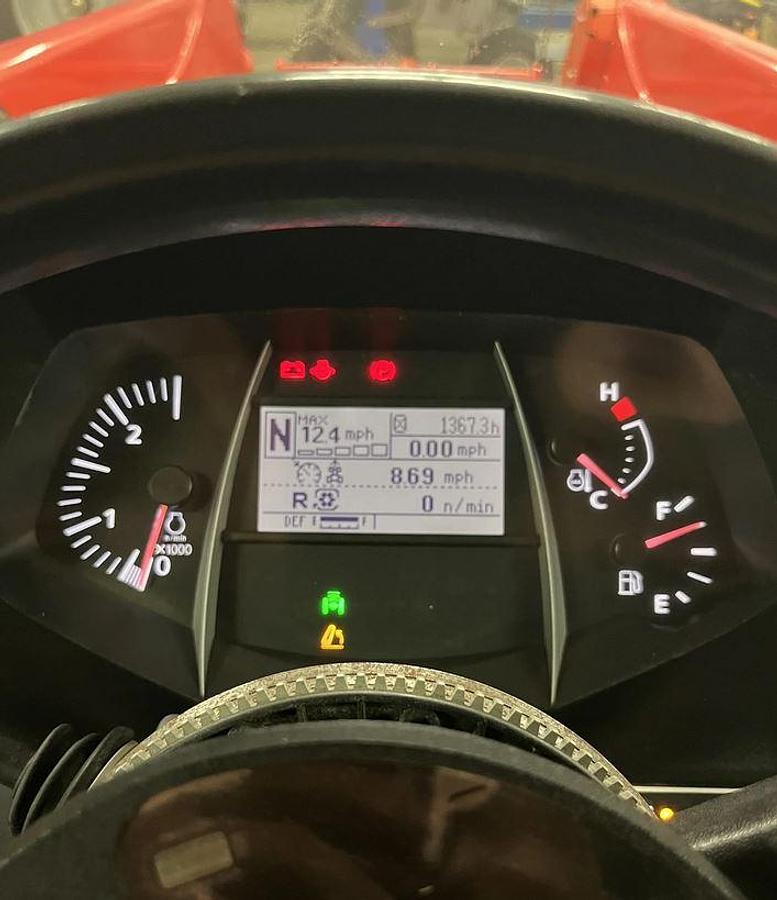 2
1
0
n/min
X1000
N
MAX
12.4 mph
1367.3h
0.00 mph
8.69 mph
R
0 n/min
DEF E F
H
C
F
E
P